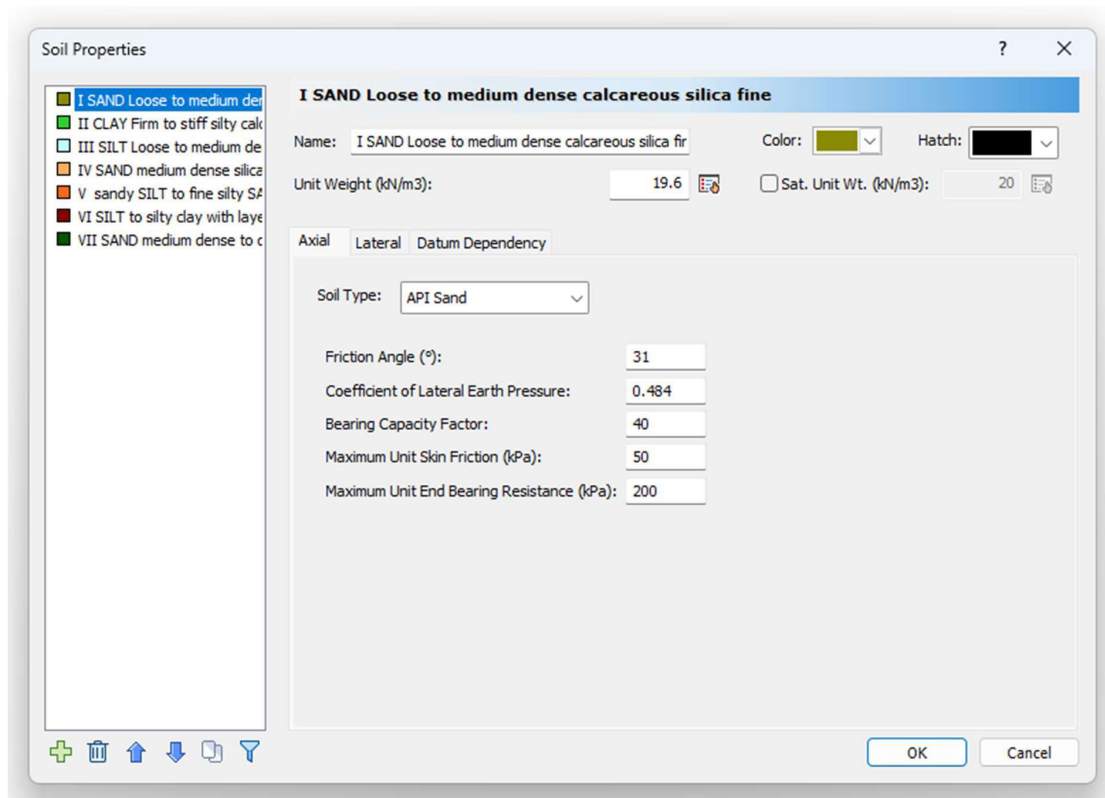 Soil Properties
? 
I SAND Loose to medium der
II CLAY Firm to stiff silty calc
III SILT Loose to medium de
IV SAND medium dense silica
V sandy SILT to fine silty SA
VI SILT to silty clay with laye
VII SAND medium dense to c
I SAND Loose to medium dense calcareous silica fine
Name: I SAND Loose to medium dense calcareous silica fir Color: Hatch:
Unit Weight (kN/m3): 19.6 Sat. Unit Wt. (kN/m3): 20
Axial Lateral Datum Dependency
Soil Type: API Sand
Friction Angle (°): 31
Coefficient of Lateral Earth Pressure: 0.484
Bearing Capacity Factor: 40
Maximum Unit Skin Friction (kPa): 50
Maximum Unit End Bearing Resistance (kPa): 200
OK Cancel